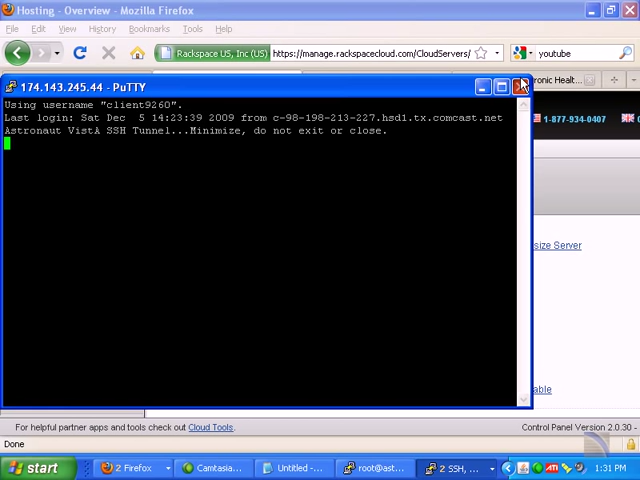 Hosting - Overview - Mozilla Firefox
File Edit View History Bookmarks Tools Help
Rackspace US, Inc (US) https://manage.rackspacecloud.com/CloudServers/ youtube
174.143.245.44 - PuTTY
ronic Healt...
Using username "client9260".
Last login: Sat Dec  5 14:23:39 2009 from c-98-198-213-227.hsd1.tx.comcast.net
Astronaut VistA SSH Tunnel...Minimize, do not exit or close.
1-877-934-0407
size Server
able
For helpful partner apps and tools check out Cloud Tools. Control Panel Version 2.0.30 -
Done
start 2 Firefox Camtasia... Untitled -... root@ast... 2 SSH, ... ATI 1:31 PM